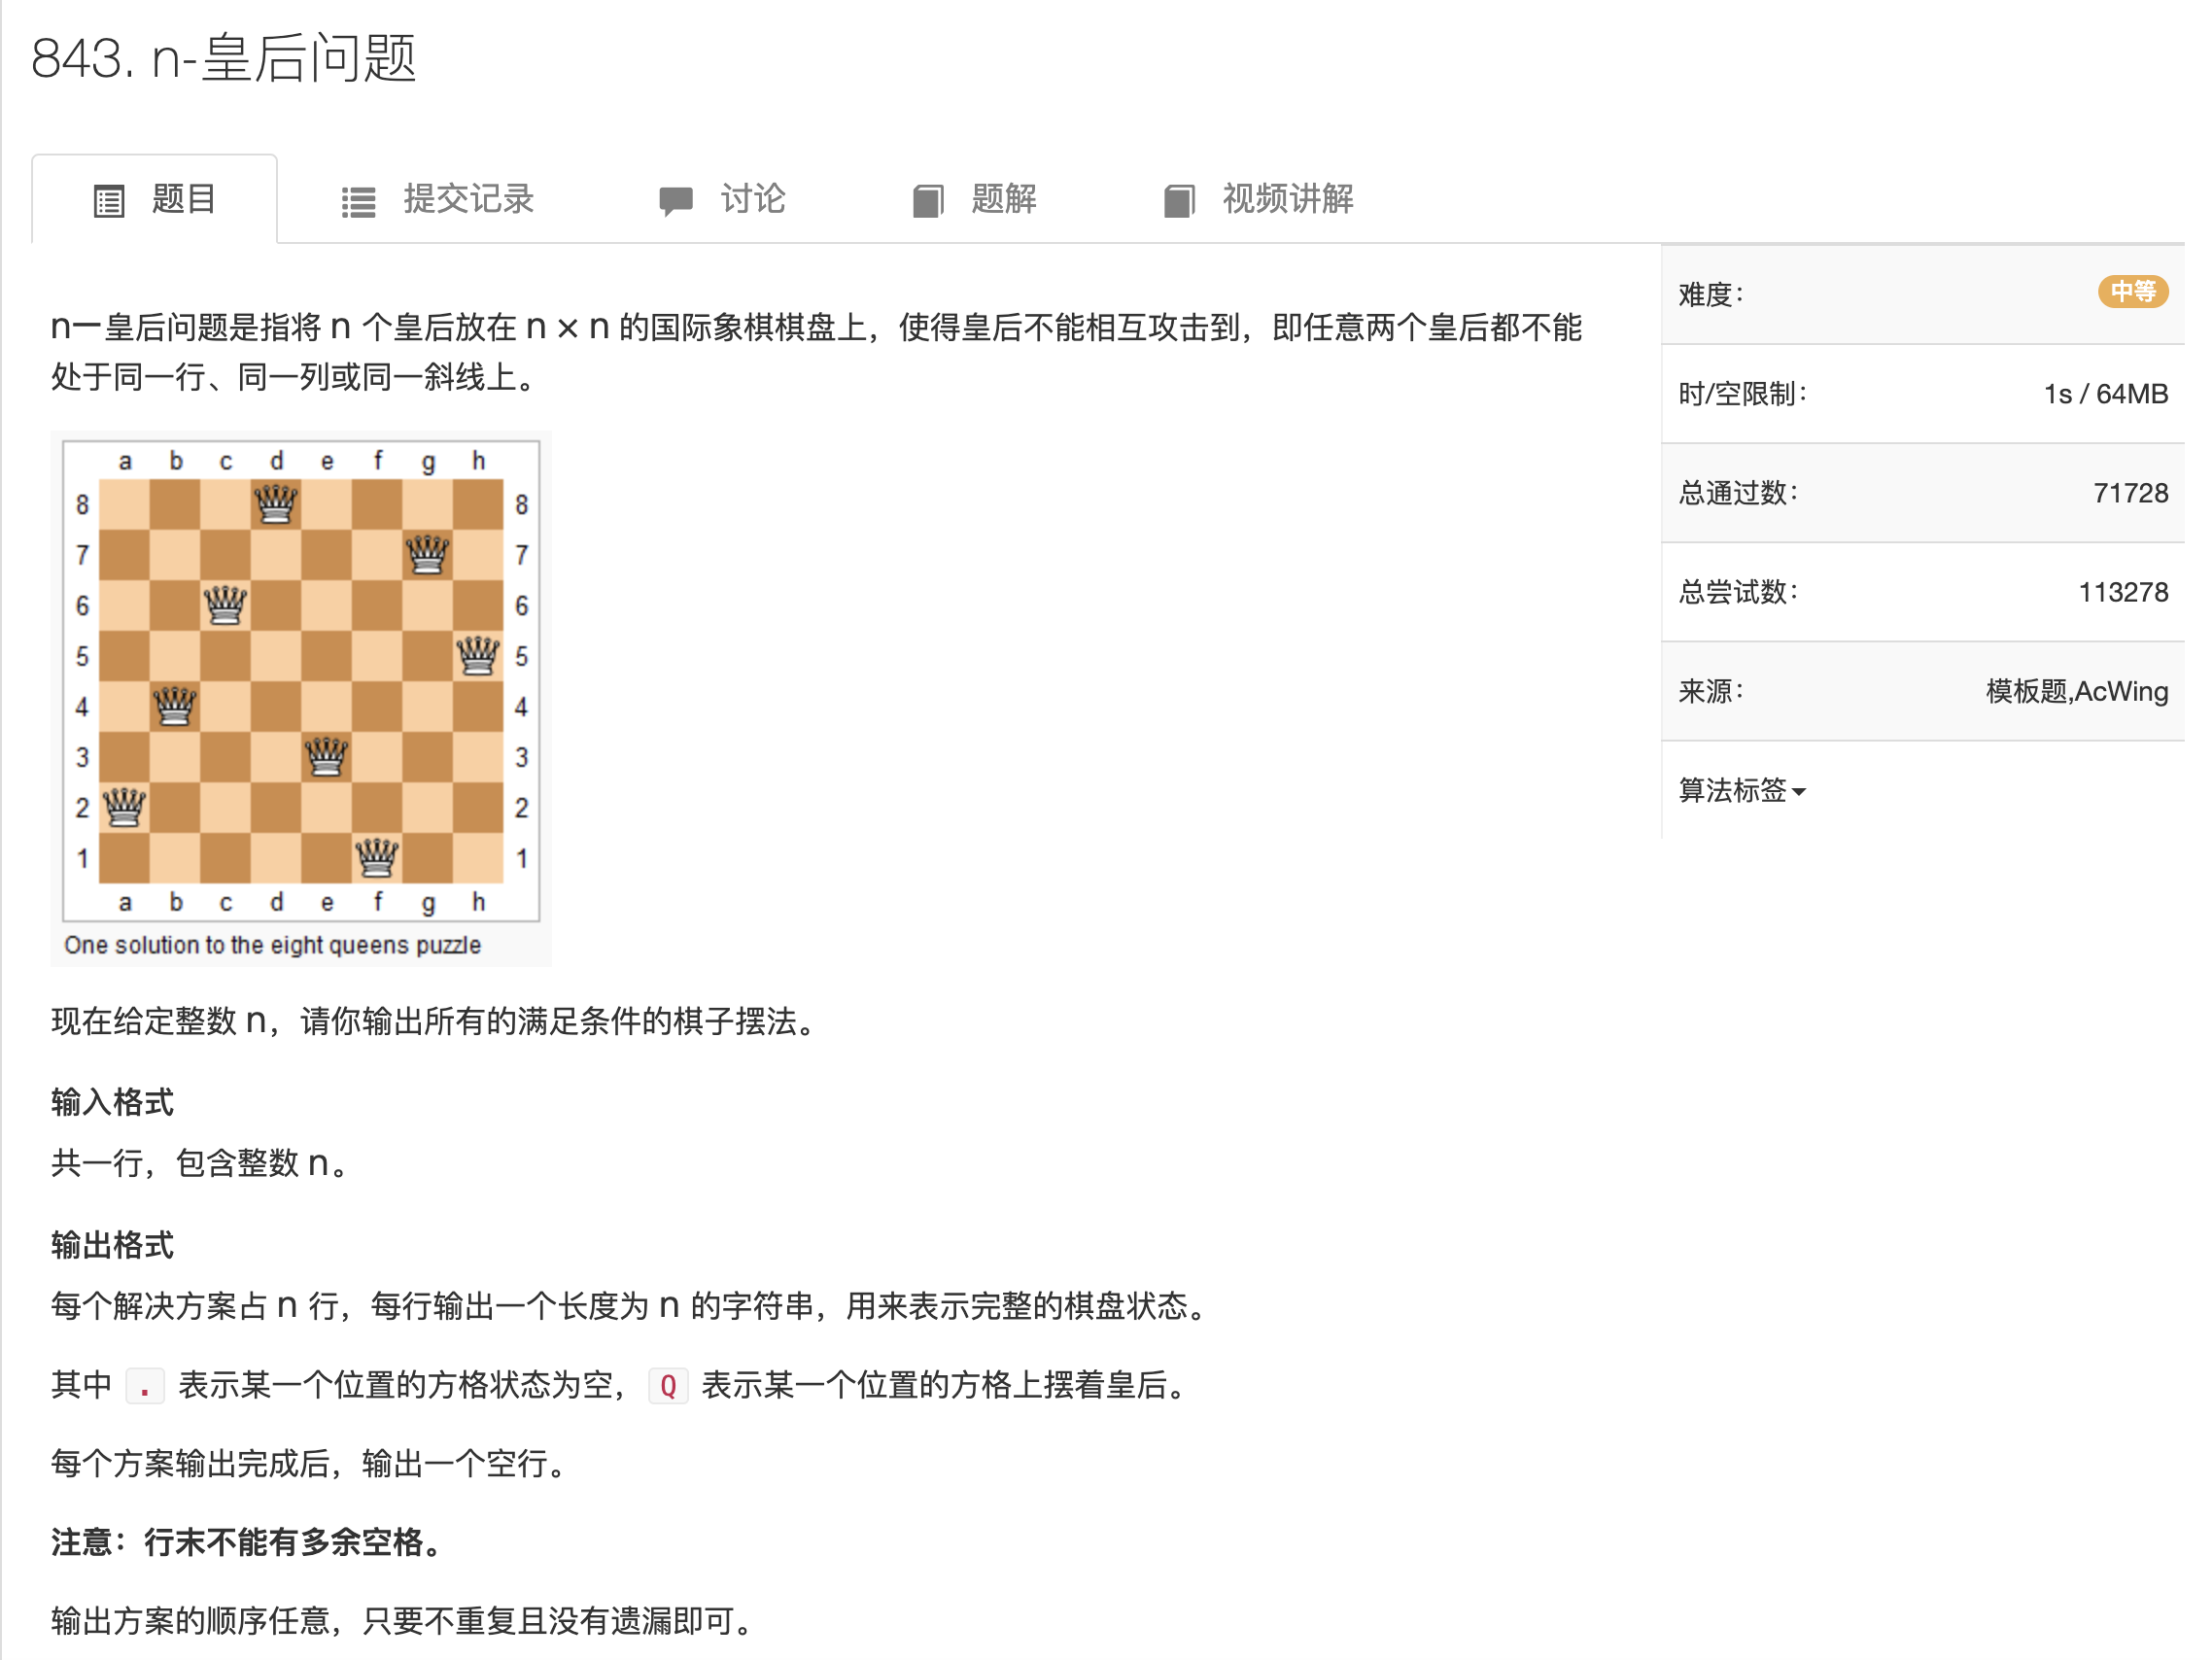 843. n-皇后问题
题目 提交记录 讨论 题解 视频讲解
n一皇后问题是指将 n 个皇后放在 n × n 的国际象棋棋盘上，使得皇后不能相互攻击到，即任意两个皇后都不能
处于同一行、同一列或同一斜线上。
a b c d e f g h
8 8
7 7
6 6
5 5
4 4
3 3
2 2
1 1
a b c d e f g h
One solution to the eight queens puzzle
现在给定整数 n，请你输出所有的满足条件的棋子摆法。
输入格式
共一行，包含整数 n。
输出格式
每个解决方案占 n 行，每行输出一个长度为 n 的字符串，用来表示完整的棋盘状态。
其中 . 表示某一个位置的方格状态为空， Q 表示某一个位置的方格上摆着皇后。
每个方案输出完成后，输出一个空行。
注意：行末不能有多余空格。
输出方案的顺序任意，只要不重复且没有遗漏即可。
难度： 中等
时/空限制： 1s / 64MB
总通过数： 71728
总尝试数： 113278
来源： 模板题,AcWing
算法标签